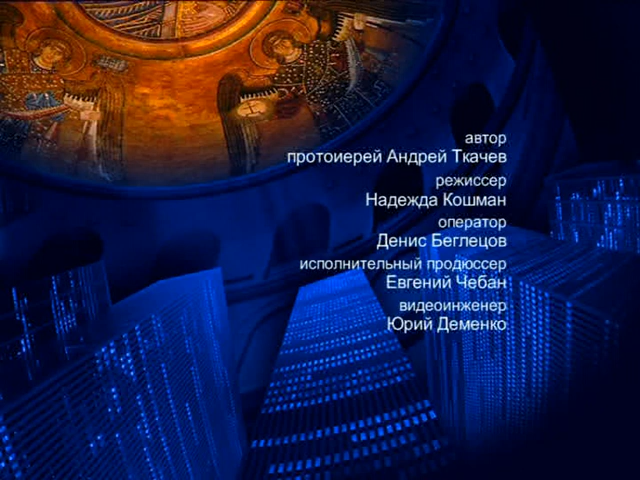 автор
протоиерей Андрей Ткачев
режиссер
Надежда Кошман
оператор
Денис Беглецов
исполнительный продюссер
Евгений Чебан
видеоинженер
Юрий Деменко